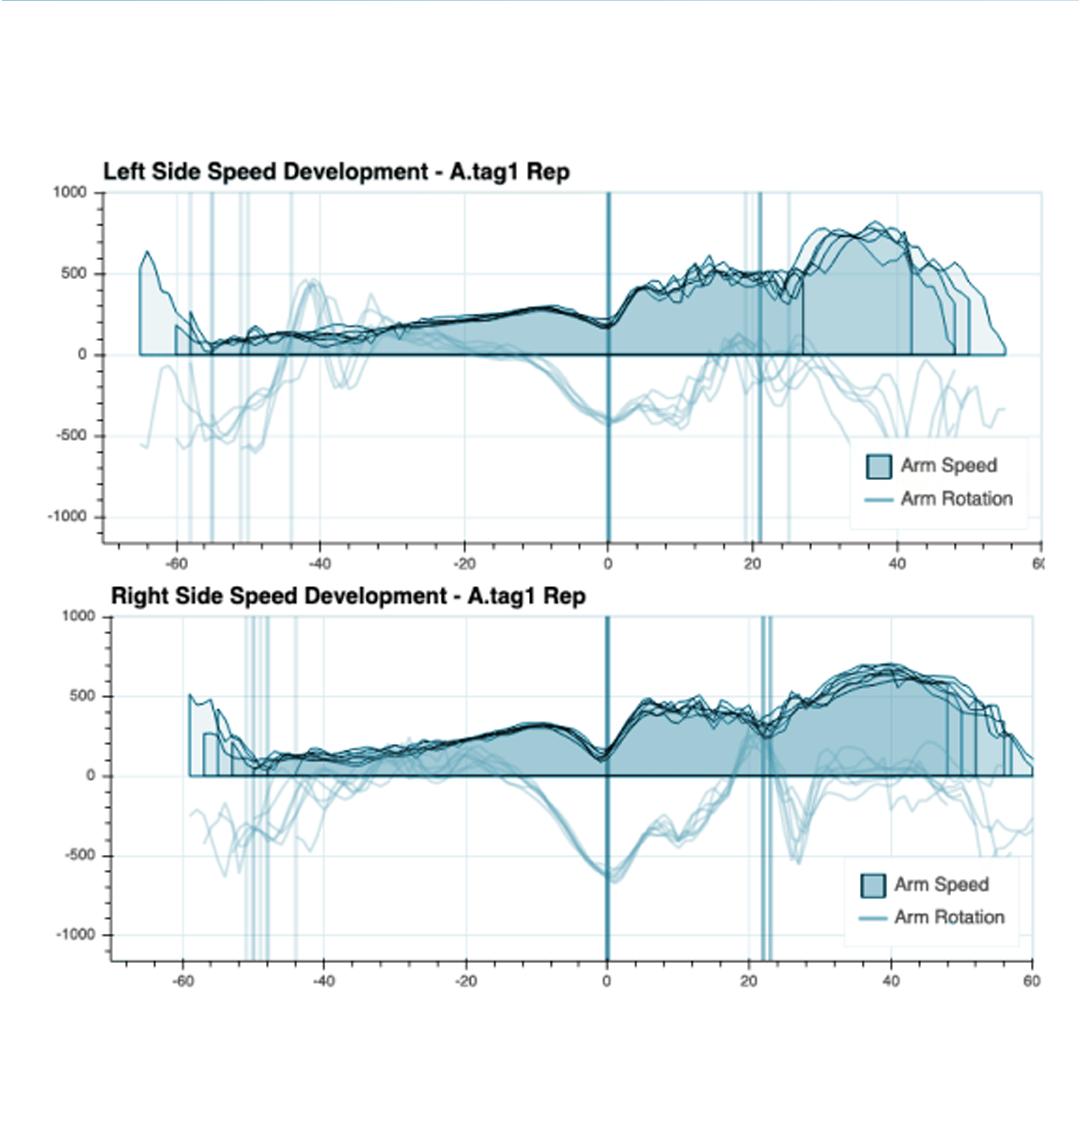 Left Side Speed Development - A.tag1 Rep
1000
500
0
-500
-1000
Arm Speed
Arm Rotation
-60 -40 -20 0 20 40 60
Right Side Speed Development - A.tag1 Rep
1000
500
0
-500
-1000
Arm Speed
Arm Rotation
-60 -40 -20 0 20 40 60